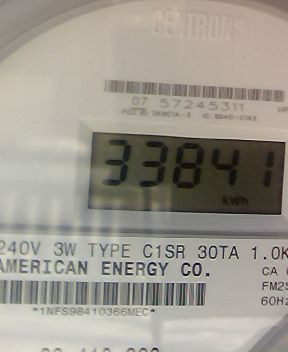 CENTRON®
07 57245311
33841
kWh
240V 3W TYPE C1SR 30TA 1.0K
AMERICAN ENERGY CO.
CA
FM2S
60Hz
*1NFS98410366MEC*